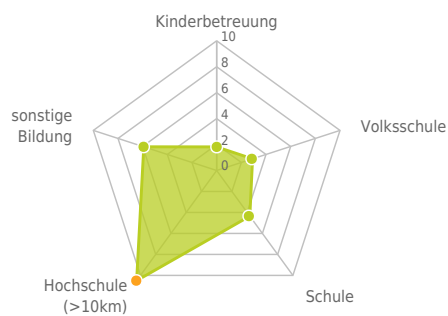 Kinderbetreuung
10
8
6
4
2
0
Volksschule
Schule
Hochschule
(>10km)
sonstige
Bildung